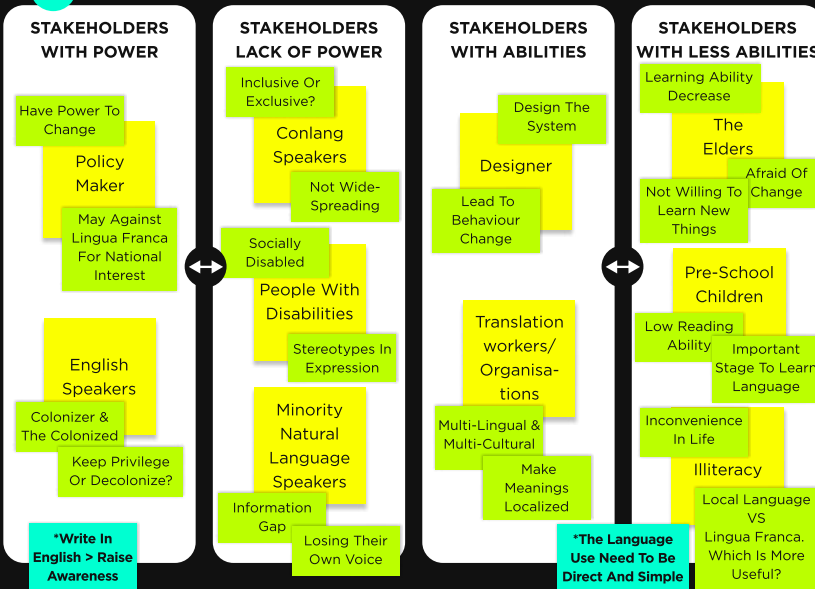 STAKEHOLDERS
WITH POWER
Have Power To
Change
Policy
Maker
May Against
Lingua Franca
For National
Interest
English
Speakers
Colonizer &
The Colonized
Keep Privilege
Or Decolonize?
*Write In
English > Raise
Awareness
STAKEHOLDERS
LACK OF POWER
Inclusive Or
Exclusive?
Conlang
Speakers
Not Wide-
Spreading
Socially
Disabled
People With
Disabilities
Stereotypes In
Expression
Minority
Natural
Language
Speakers
Information
Gap
Losing Their
Own Voice
STAKEHOLDERS
WITH ABILITIES
Design The
System
Designer
Lead To
Behaviour
Change
Translation
workers/
Organisa-
tions
Multi-Lingual &
Multi-Cultural
Make
Meanings
Localized
*The Language
Use Need To Be
Direct And Simple
STAKEHOLDERS
WITH LESS ABILITIES
Learning Ability
Decrease
The
Elders
Afraid Of
Change
Not Willing To
Learn New
Things
Pre-School
Children
Low Reading
Ability
Important
Stage To Learn
Language
Inconvenience
In Life
Illiteracy
Local Language
VS
Lingua Franca.
Which Is More
Useful?